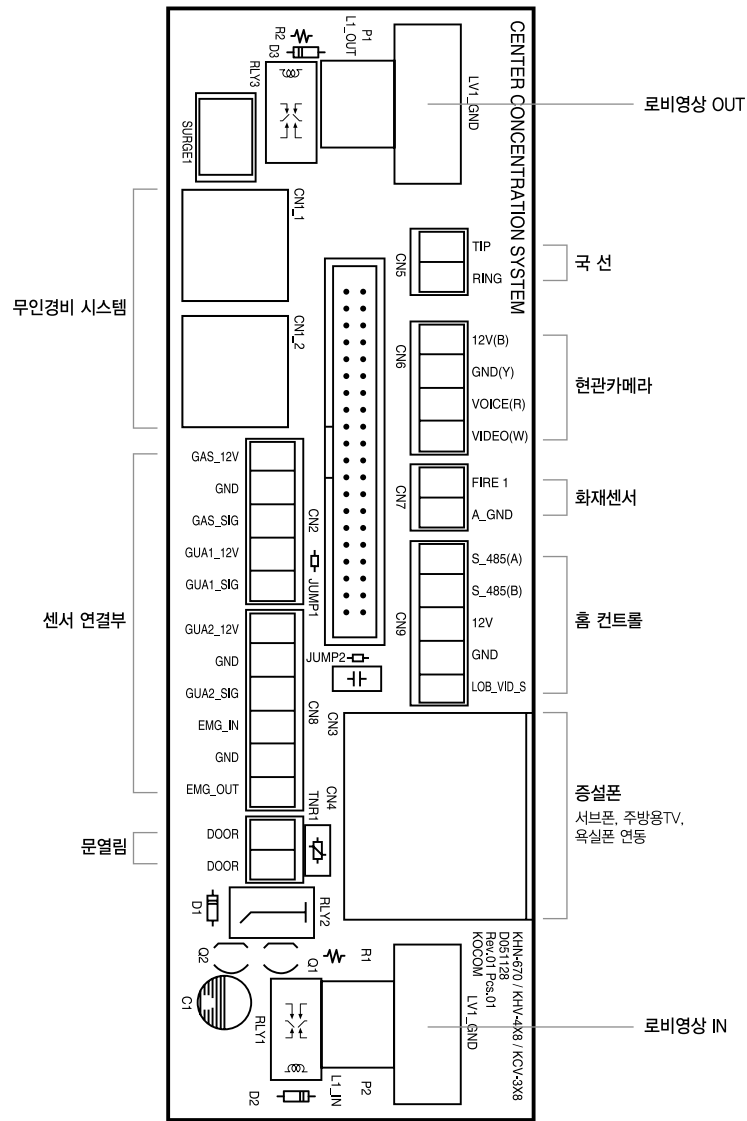 R2
D3
RLY3
P1
L1_OUT
LV1_GND
CENTER CONCENTRATION SYSTEM
로비영상 OUT
SURGE1
CN1_1
CN1_2
무인경비 시스템
CN5
TIP
RING
국 선
CN6
12V(B)
GND(Y)
VOICE(R)
VIDEO(W)
현관카메라
CN7
FIRE 1
A_GND
화재센서
CN9
S_485(A)
S_485(B)
12V
GND
LOB_VID_S
홈 컨트롤
센서 연결부
GAS_12V
GND
GAS_SIG
GUA1_12V
GUA1_SIG
CN2
JUMP1
GUA2_12V
GND
GUA2_SIG
EMG_IN
GND
EMG_OUT
CN8
JUMP2
CN3
CN4
TNR1
증설폰
서브폰, 주방용TV,
욕실폰 연동
문열림
DOOR
DOOR
D1
RLY2
Q2
Q1
R1
C1
RLY1
D2
L1_IN
P2
LV1_GND
KHN-670 / KHV-4X8 / KCV-3X8
D051128
Rev.01 Pcs.01
KOCOM
로비영상 IN